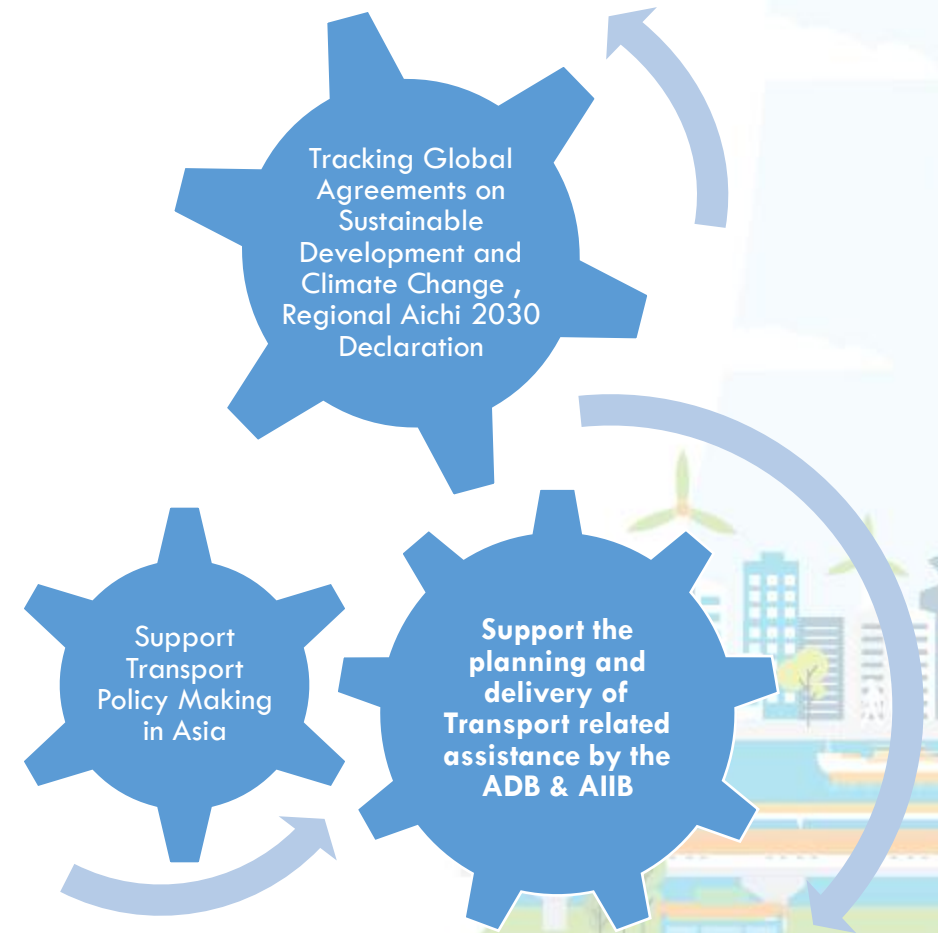 Tracking Global
Agreements on
Sustainable
Development and
Climate Change ,
Regional Aichi 2030
Declaration
Support
Transport
Policy Making
in Asia
Support the
planning and
delivery of
Transport related
assistance by the
ADB & AIIB